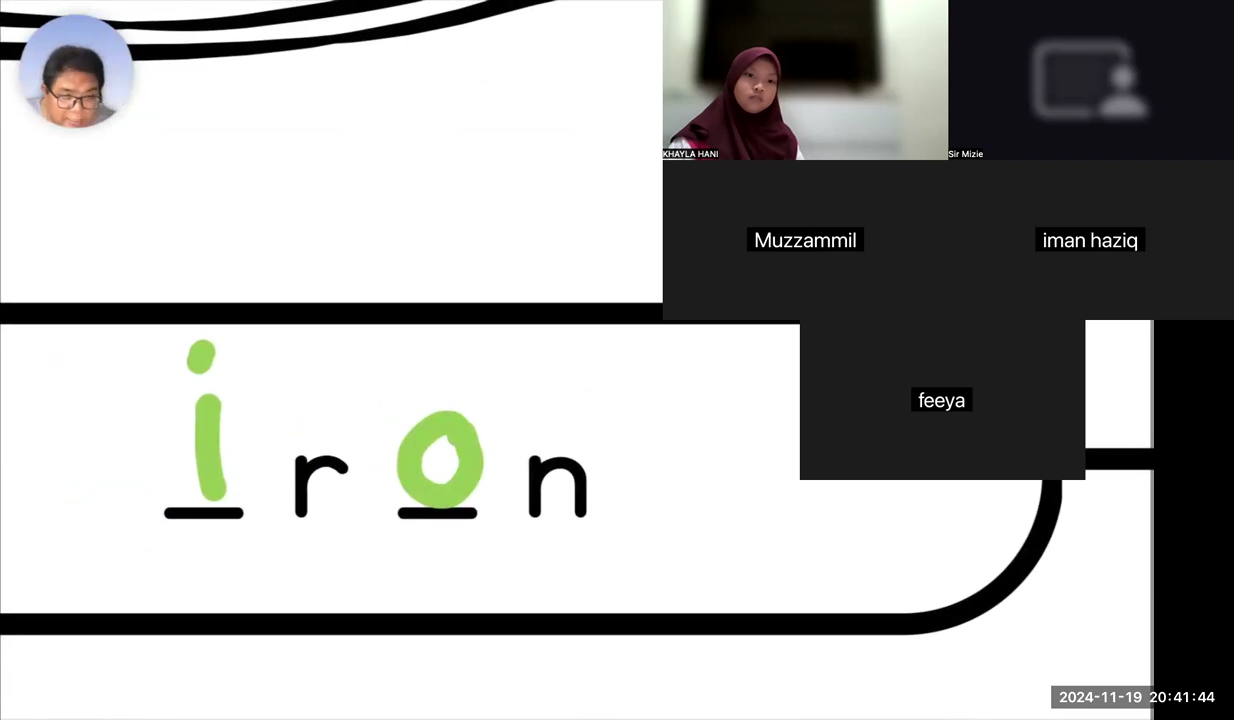 KHAYLA HANI
Sir Mizie
Muzzammil
iman haziq
feeya
iron
2024-11-19 20:41:44